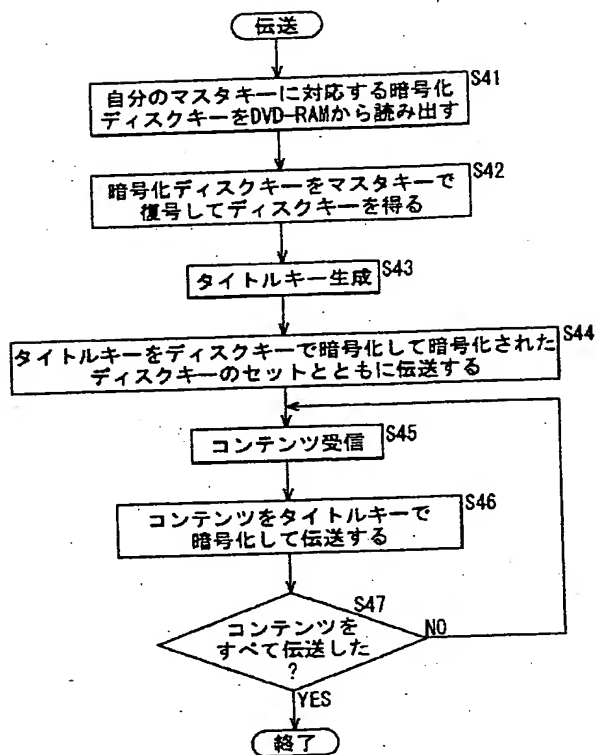 伝送
S41
自分のマスタキーに対応する暗号化
ディスクキーをDVD-RAMから読み出す
S42
暗号化ディスクキーをマスタキーで
復号してディスクキーを得る
S43
タイトルキー生成
S44
タイトルキーをディスクキーで暗号化して暗号化された
ディスクキーのセットとともに伝送する
S45
コンテンツ受信
S46
コンテンツをタイトルキーで
暗号化して伝送する
S47
コンテンツを
すべて伝送した
?
NO
YES
終了